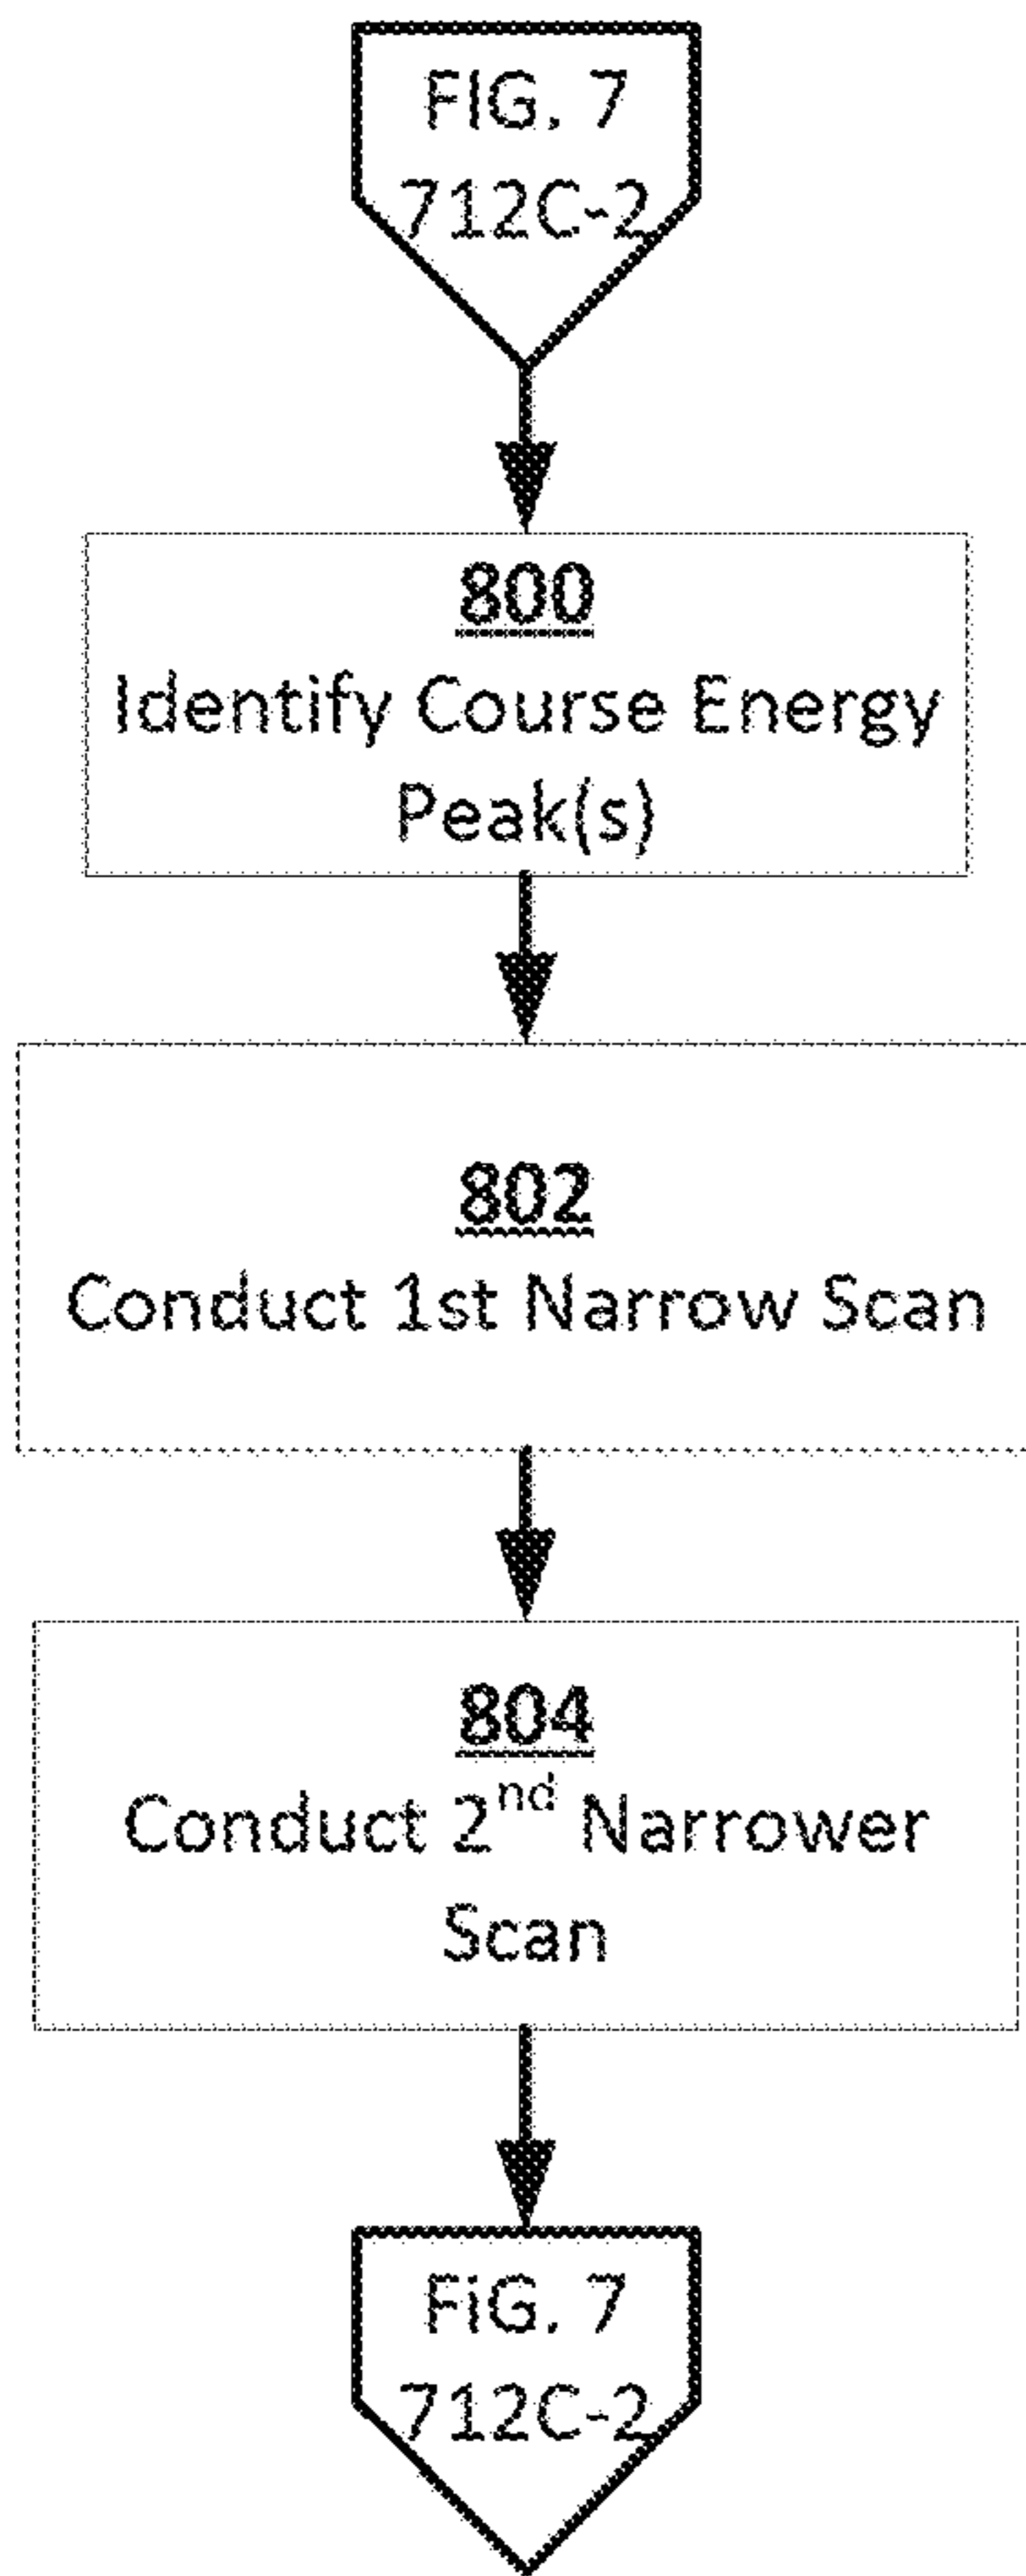 FIG. 7
712C-2
800
Identify Course Energy
Peak(s)
802
Conduct 1st Narrow Scan
804
Conduct 2nd Narrower
Scan
FIG. 7
712C-2